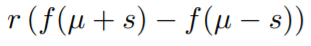 r (f(μ + s) − f(μ − s))